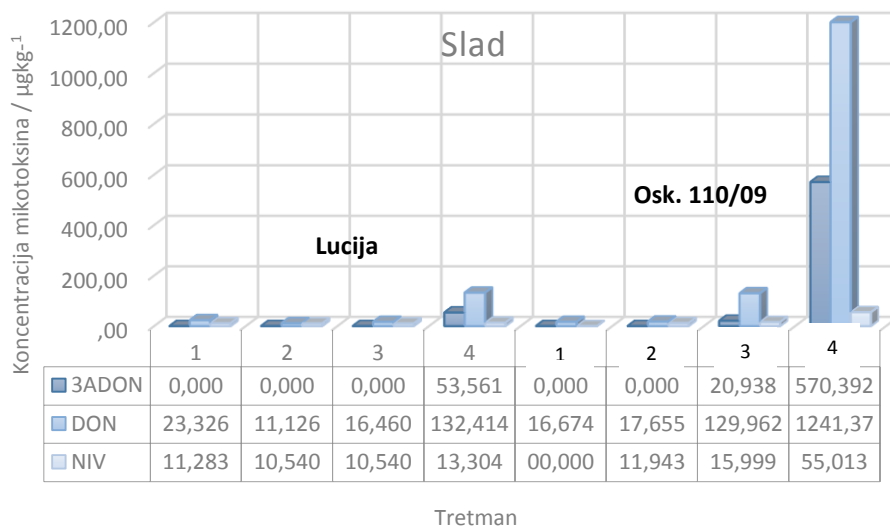 Slad
Koncentracija mikotoksina / µgkg-1
1200,00
1000,00
800,00
600,00
400,00
200,00
,00
Lucija
Osk. 110/09
1 2 3 4 1 2 3 4
3ADON 0,000 0,000 0,000 53,561 0,000 0,000 20,938 570,392
DON 23,326 11,126 16,460 132,414 16,674 17,655 129,962 1241,37
NIV 11,283 10,540 10,540 13,304 00,000 11,943 15,999 55,013
Tretman